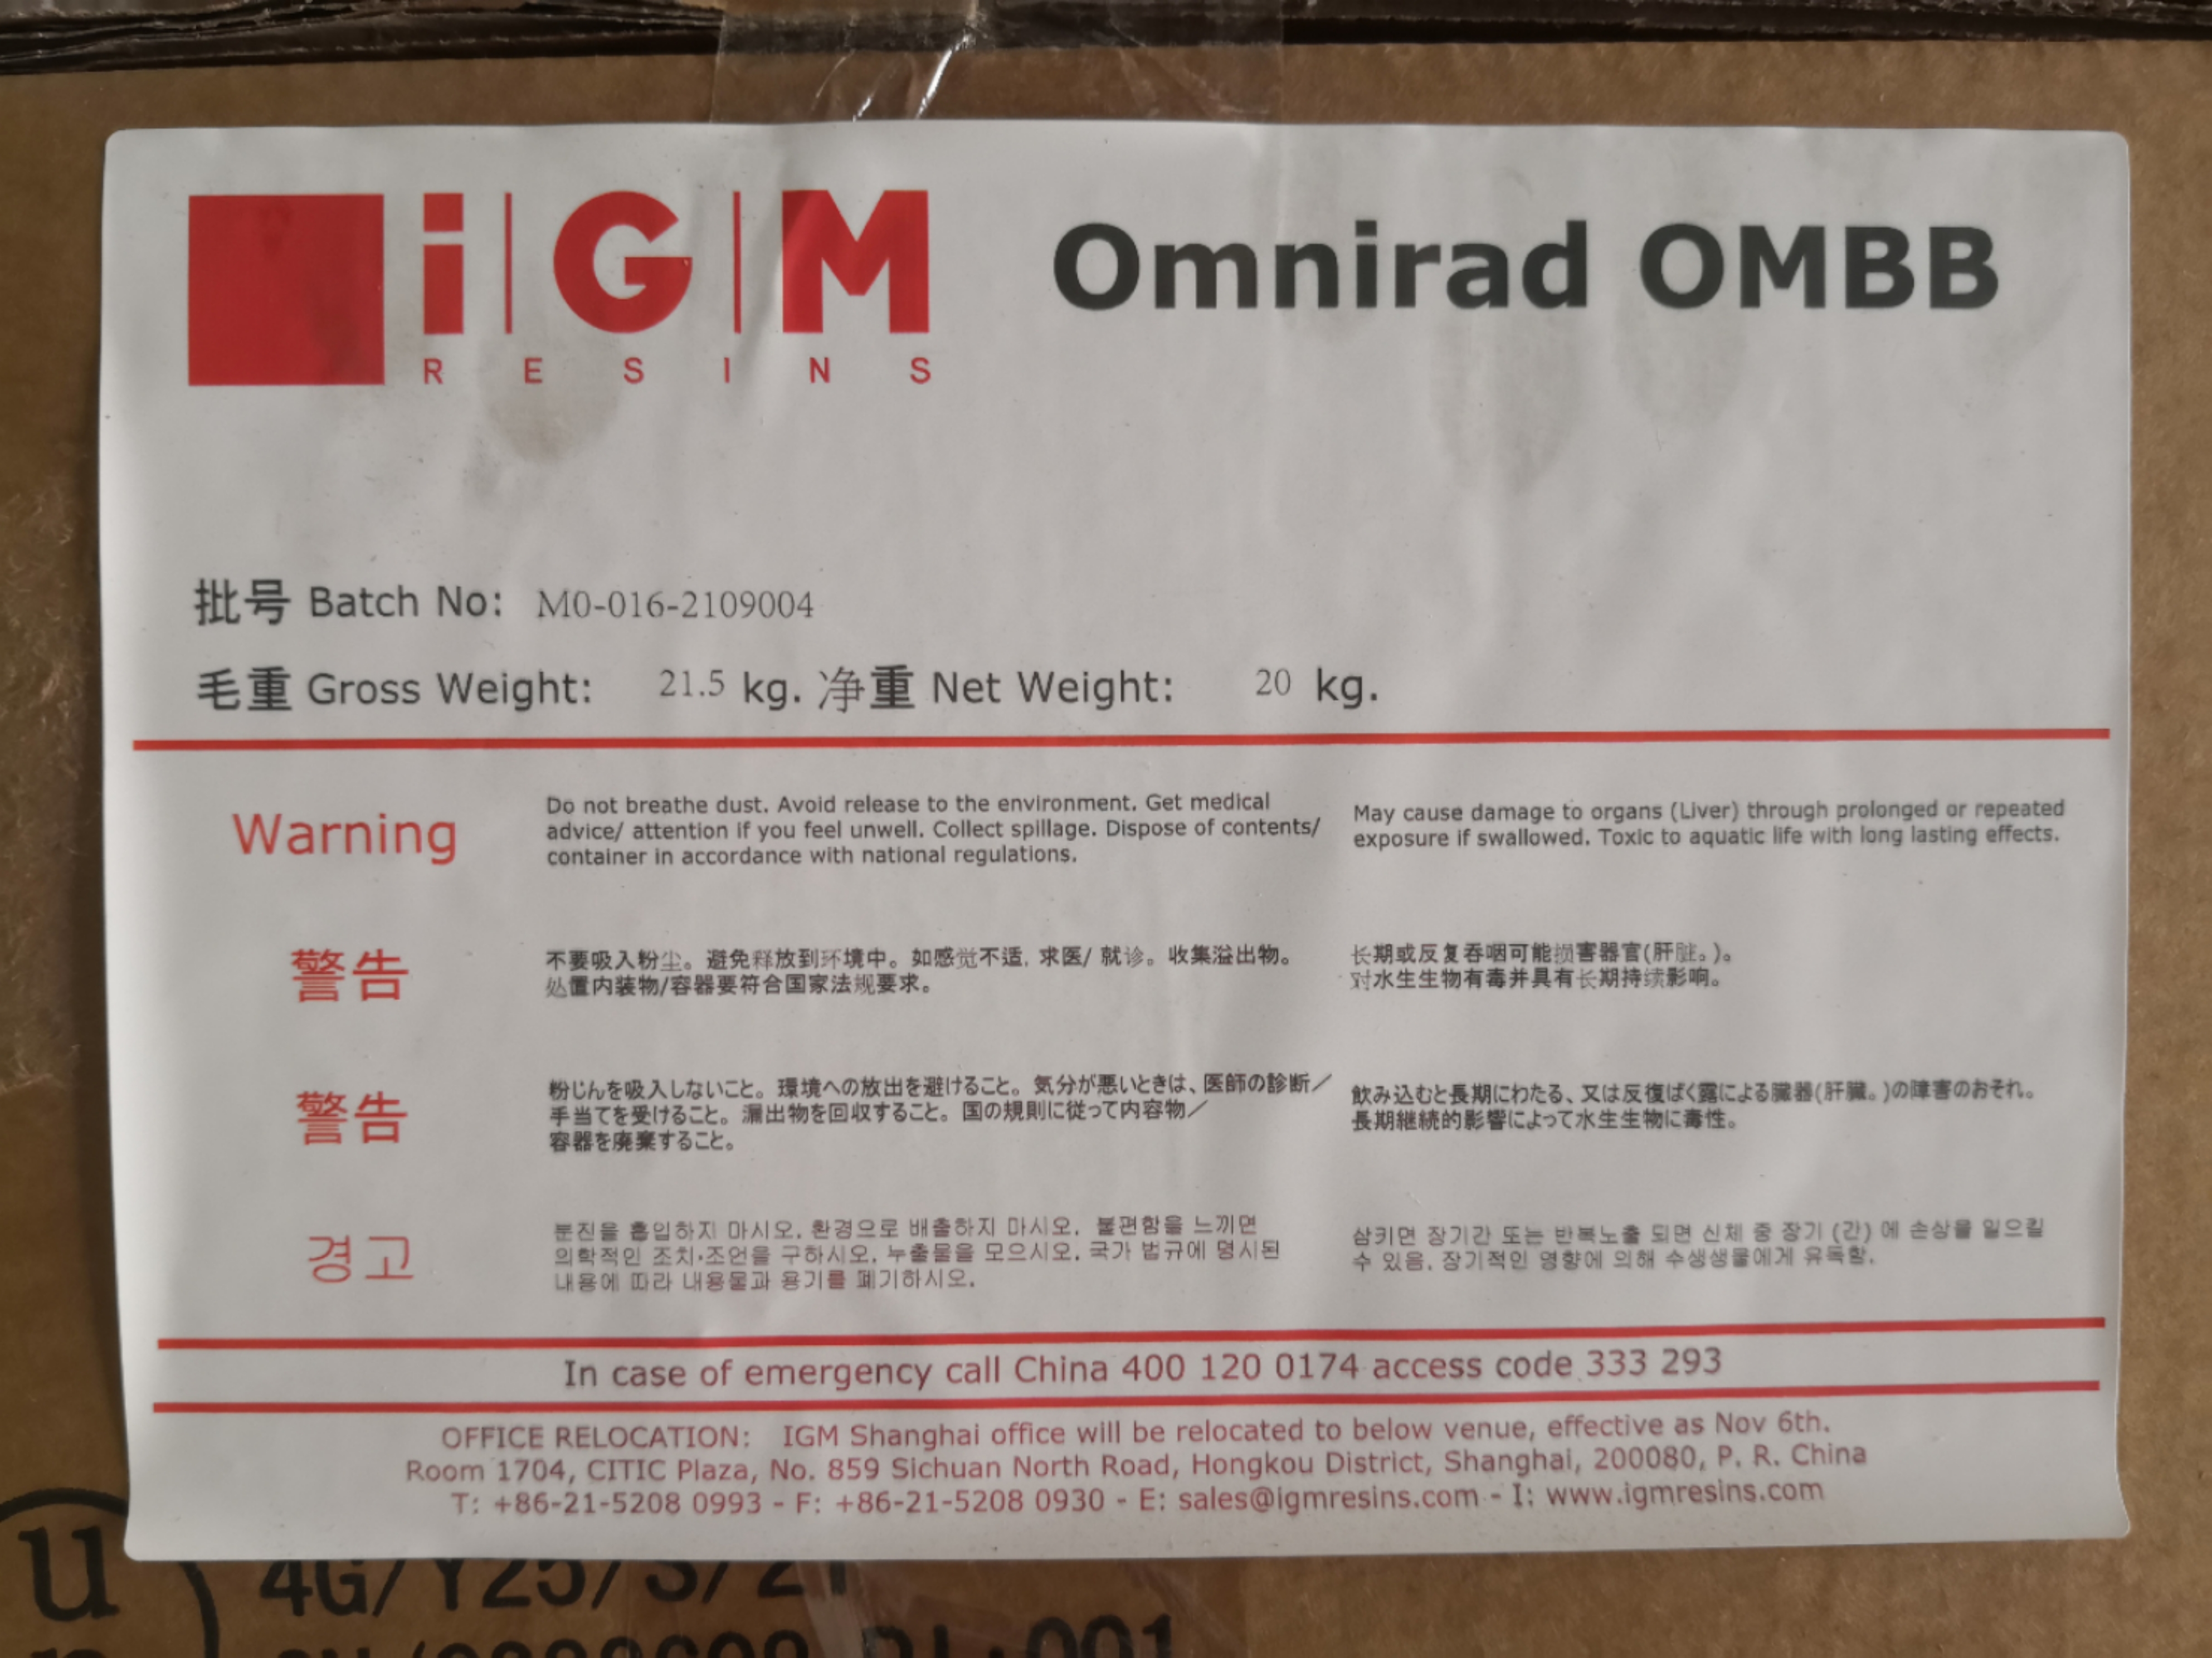 iGM
RESINS
Omnirad OMBB
批号 Batch No: M0-016-2109004
毛重 Gross Weight: 21.5 kg. 净重 Net Weight: 20 kg.
Warning
Do not breathe dust. Avoid release to the environment. Get medical
advice/ attention if you feel unwell. Collect spillage. Dispose of contents/
container in accordance with national regulations.
May cause damage to organs (Liver) through prolonged or repeated
exposure if swallowed. Toxic to aquatic life with long lasting effects.
警告
不要吸入粉尘。避免释放到环境中。如感觉不适, 求医/ 就诊。收集溢出物。
处置内装物/容器要符合国家法规要求。
长期或反复吞咽可能损害器官(肝脏。)。
对水生生物有毒并具有长期持续影响。
警告
粉じんを吸入しないこと。環境への放出を避けること。気分が悪いときは、医師の診断／
手当てを受けること。漏出物を回収すること。国の規則に従って内容物／
容器を廃棄すること。
飲み込むと長期にわたる、又は反復ばく露による臓器(肝臓。)の障害のおそれ。
長期継続的影響によって水生生物に毒性。
경고
분진을 흡입하지 마시오. 환경으로 배출하지 마시오. 불편함을 느끼면
의학적인 조치·조언을 구하시오. 누출물을 모으시오. 국가 법규에 명시된
내용에 따라 내용물과 용기를 폐기하시오.
삼키면 장기간 또는 반복노출 되면 신체 중 장기 (간) 에 손상을 일으킬
수 있음. 장기적인 영향에 의해 수생생물에게 유독함.
In case of emergency call China 400 120 0174 access code 333 293
OFFICE RELOCATION: IGM Shanghai office will be relocated to below venue, effective as Nov 6th.
Room 1704, CITIC Plaza, No. 859 Sichuan North Road, Hongkou District, Shanghai, 200080, P. R. China
T: +86-21-5208 0993 - F: +86-21-5208 0930 - E: sales@igmresins.com - I: www.igmresins.com
u
4G/Y25/S/21